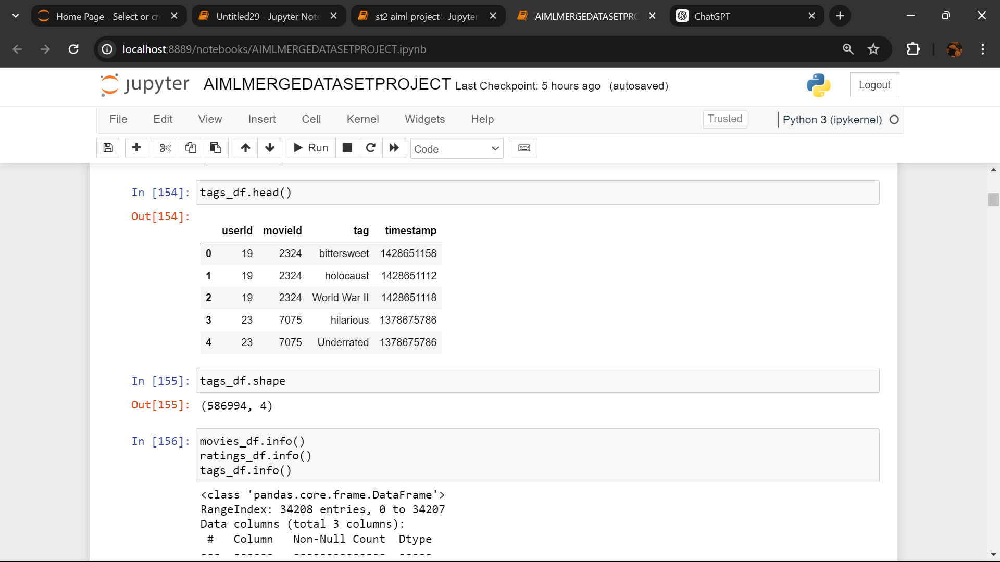 Home Page - Select or cr
Untitled29 - Jupyter Note
st2 aiml project - Jupyter
AIMLMERGEDATASETPRO
ChatGPT
localhost:8889/notebooks/AIMLMERGEDATASETPROJECT.ipynb
jupyter AIMLMERGEDATASETPROJECT Last Checkpoint: 5 hours ago (autosaved)
Logout
File Edit View Insert Cell Kernel Widgets Help
Trusted
Python 3 (ipykernel)
Run
Code
In [154]: tags_df.head()
Out[154]:
userId movieId tag timestamp
0 19 2324 bittersweet 1428651158
1 19 2324 holocaust 1428651112
2 19 2324 World War II 1428651118
3 23 7075 hilarious 1378675786
4 23 7075 Underrated 1378675786
In [155]: tags_df.shape
Out[155]: (586994, 4)
In [156]: movies_df.info()
ratings_df.info()
tags_df.info()
<class 'pandas.core.frame.DataFrame'>
RangeIndex: 34208 entries, 0 to 34207
Data columns (total 3 columns):
# Column Non-Null Count Dtype
--- ------ -------------- -----